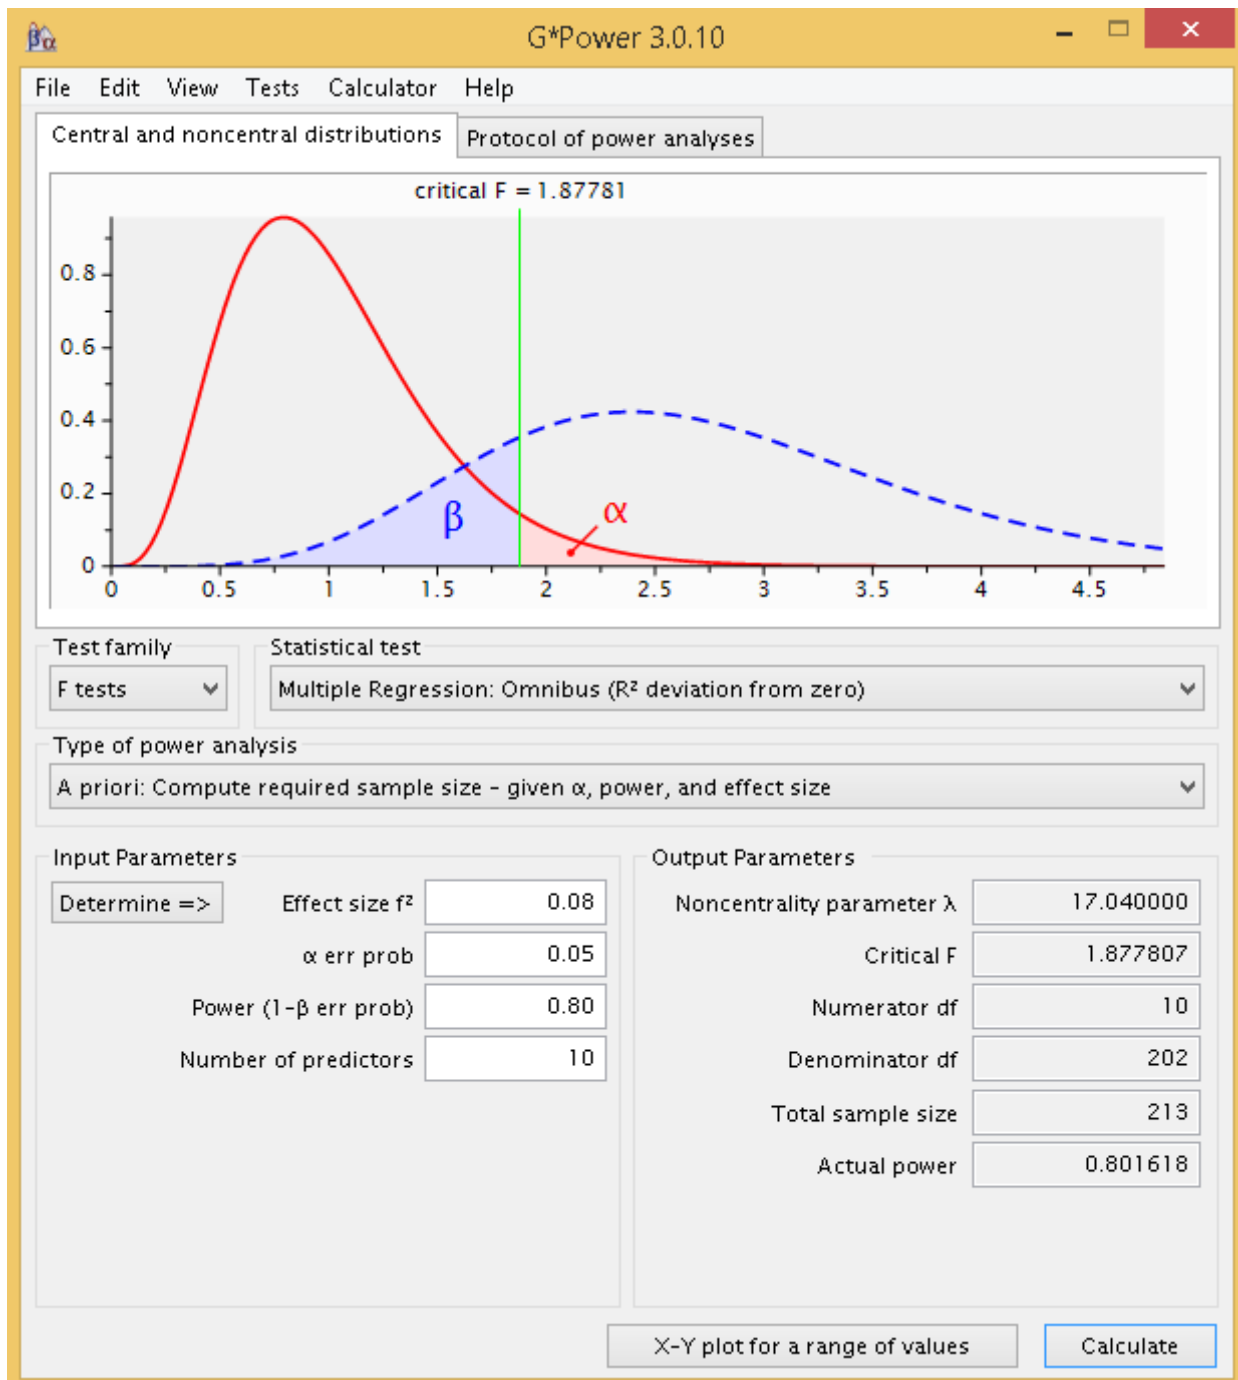 βα G*Power 3.0.10
File Edit View Tests Calculator Help
Central and noncentral distributions Protocol of power analyses
critical F = 1.87781
0.8
0.6
0.4
0.2
0
β
α
0 0.5 1 1.5 2 2.5 3 3.5 4 4.5
Test family Statistical test
F tests Multiple Regression: Omnibus (R² deviation from zero)
Type of power analysis
A priori: Compute required sample size - given α, power, and effect size
Input Parameters Output Parameters
Determine => Effect size f² 0.08 Noncentrality parameter λ 17.040000
α err prob 0.05 Critical F 1.877807
Power (1-β err prob) 0.80 Numerator df 10
Number of predictors 10 Denominator df 202
Total sample size 213
Actual power 0.801618
X-Y plot for a range of values Calculate